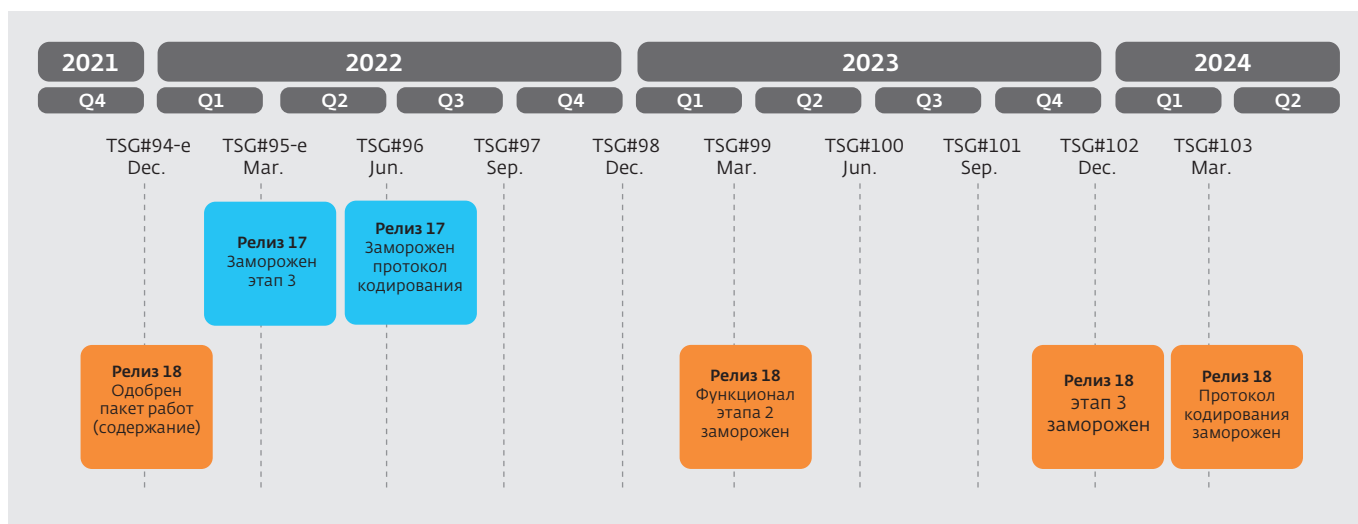 2021 2022 2023 2024
Q4 Q1 Q2 Q3 Q4 Q1 Q2 Q3 Q4 Q1 Q2
TSG#94-e TSG#95-e TSG#96 TSG#97 TSG#98 TSG#99 TSG#100 TSG#101 TSG#102 TSG#103
Dec. Mar. Jun. Sep. Dec. Mar. Jun. Sep. Dec. Mar.
Релиз 17
Заморожен
этап 3
Релиз 17
Заморожен
протокол
кодирования
Релиз 18
Одобрен
пакет работ
(содержание)
Релиз 18
Функционал
этапа 2
заморожен
Релиз 18
этап 3
заморожен
Релиз 18
Протокол
кодирования
заморожен